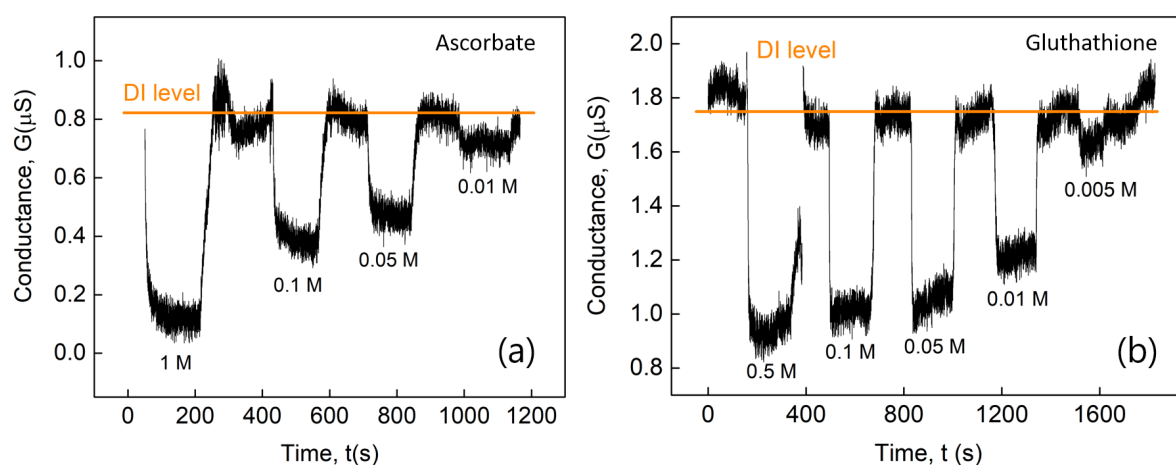 Ascorbate
DI level
1.0
0.8
0.6
0.4
0.2
0.0
Conductance, G(μS)
1 M
0.1 M
0.05 M
0.01 M
(a)
0 200 400 600 800 1000 1200
Time, t(s)
Gluthathione
DI level
2.0
1.8
1.6
1.4
1.2
1.0
0.8
Conductance, G(μS)
0.5 M
0.1 M
0.05 M
0.01 M
0.005 M
(b)
0 400 800 1200 1600
Time, t (s)